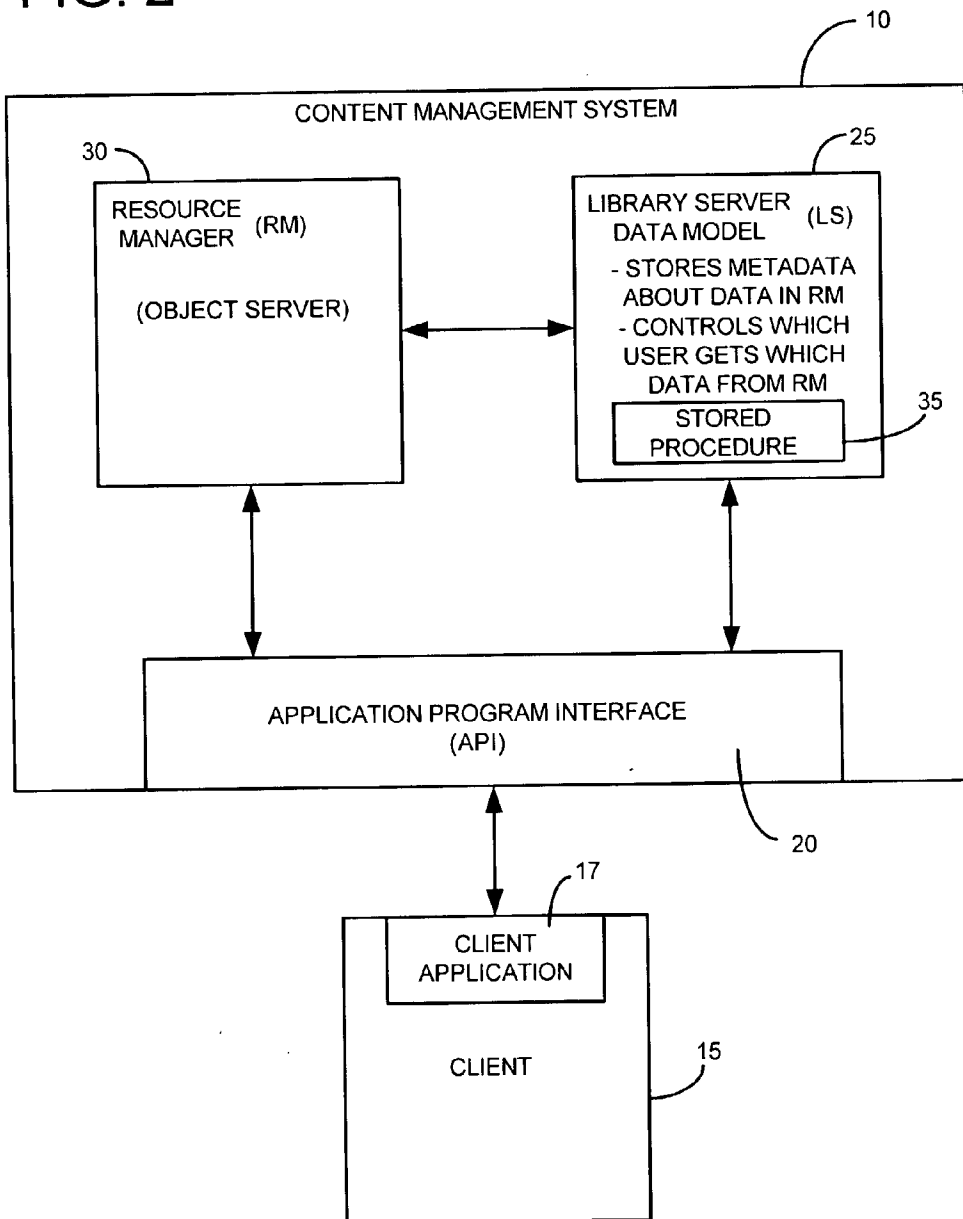 FIG. 2
10
CONTENT MANAGEMENT SYSTEM
30
25
RESOURCE
MANAGER (RM)
(OBJECT SERVER)
LIBRARY SERVER
DATA MODEL (LS)
- STORES METADATA
ABOUT DATA IN RM
- CONTROLS WHICH
USER GETS WHICH
DATA FROM RM
STORED
PROCEDURE
35
APPLICATION PROGRAM INTERFACE
(API)
20
17
CLIENT
APPLICATION
CLIENT
15